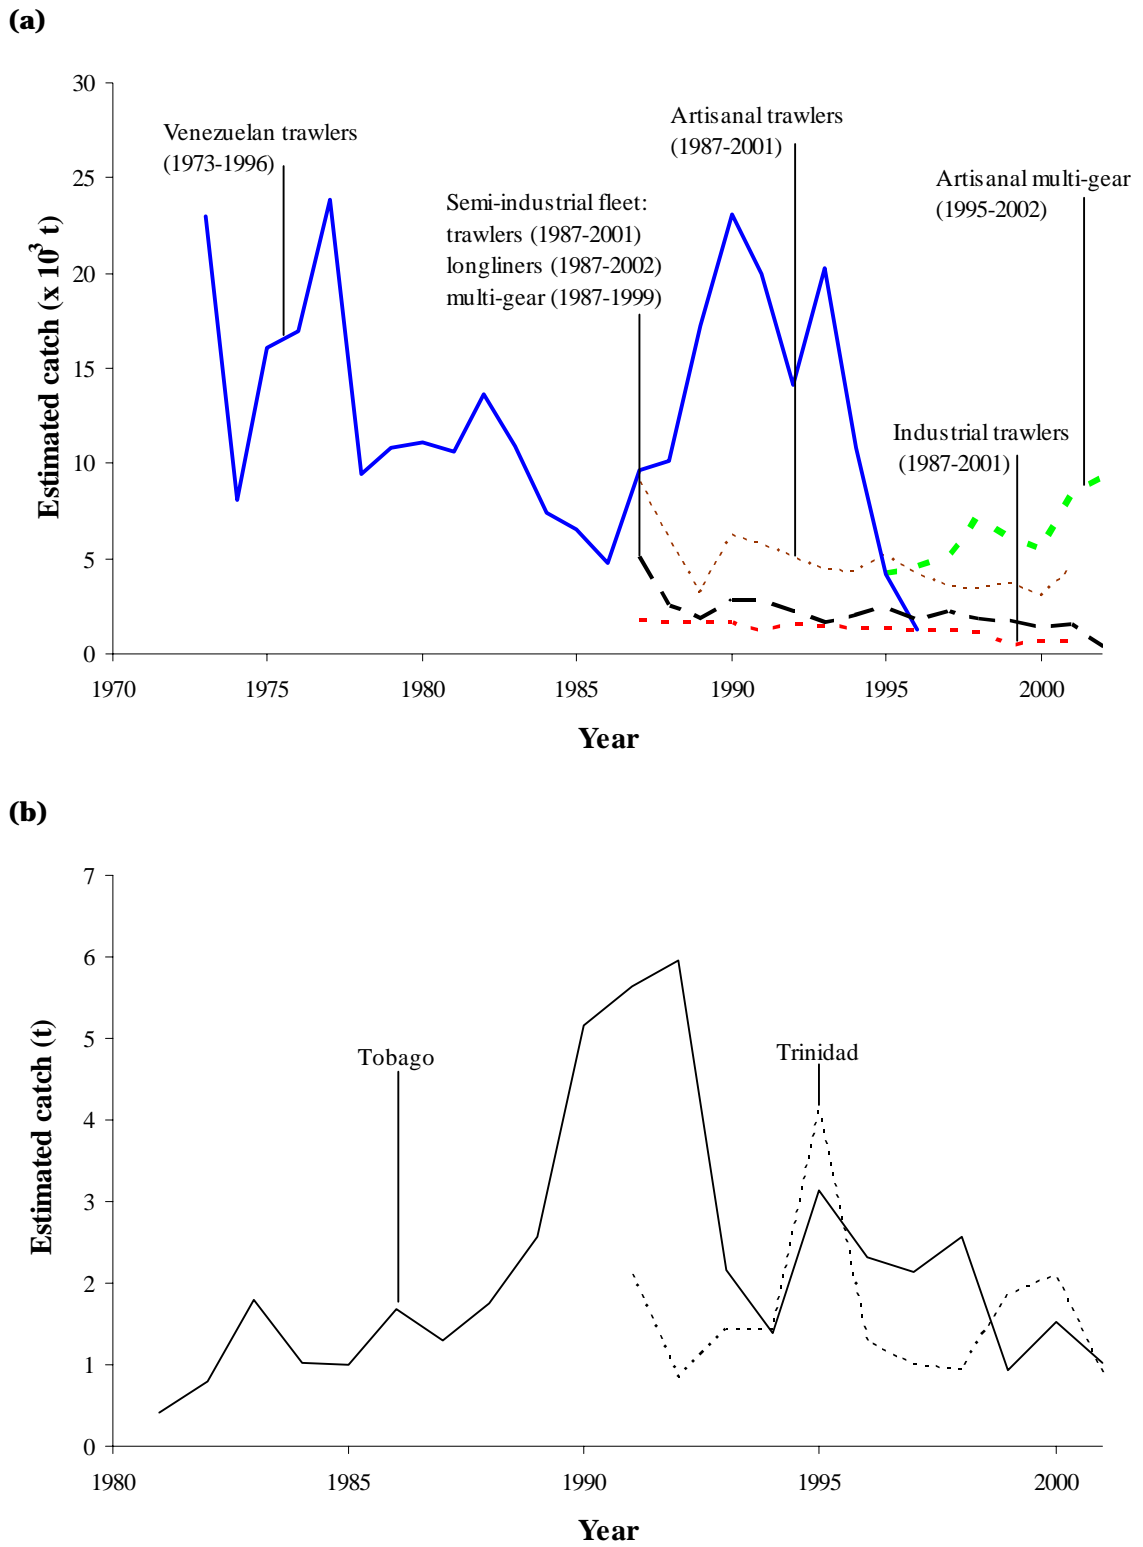 (a)
30
25
20
15
10
5
0
Estimated catch (x 10³ t)
Venezuelan trawlers
(1973-1996)
Semi-industrial fleet:
trawlers (1987-2001)
longliners (1987-2002)
multi-gear (1987-1999)
Artisanal trawlers
(1987-2001)
Artisanal multi-gear
(1995-2002)
Industrial trawlers
(1987-2001)
1970 1975 1980 1985 1990 1995 2000
Year
(b)
7
6
5
4
3
2
1
0
Estimated catch (t)
Tobago
Trinidad
1980 1985 1990 1995 2000
Year